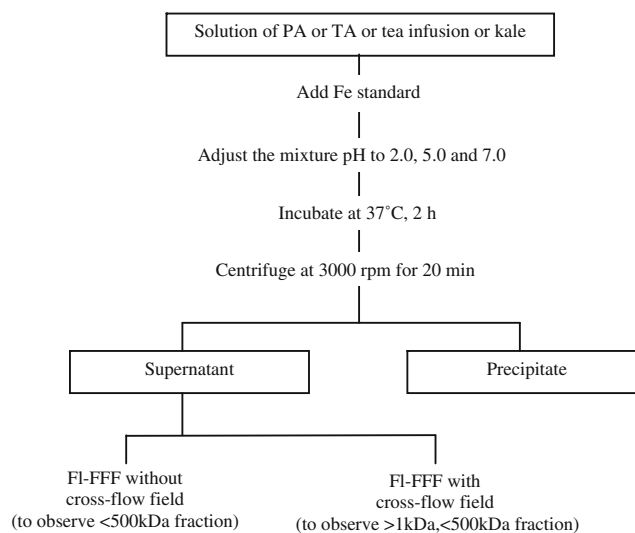 Solution of PA or TA or tea infusion or kale
Add Fe standard
Adjust the mixture pH to 2.0, 5.0 and 7.0
Incubate at 37˚C, 2 h
Centrifuge at 3000 rpm for 20 min
Supernatant
Precipitate
Fl-FFF without
cross-flow field
(to observe <500kDa fraction)
Fl-FFF with
cross-flow field
(to observe >1kDa,<500kDa fraction)